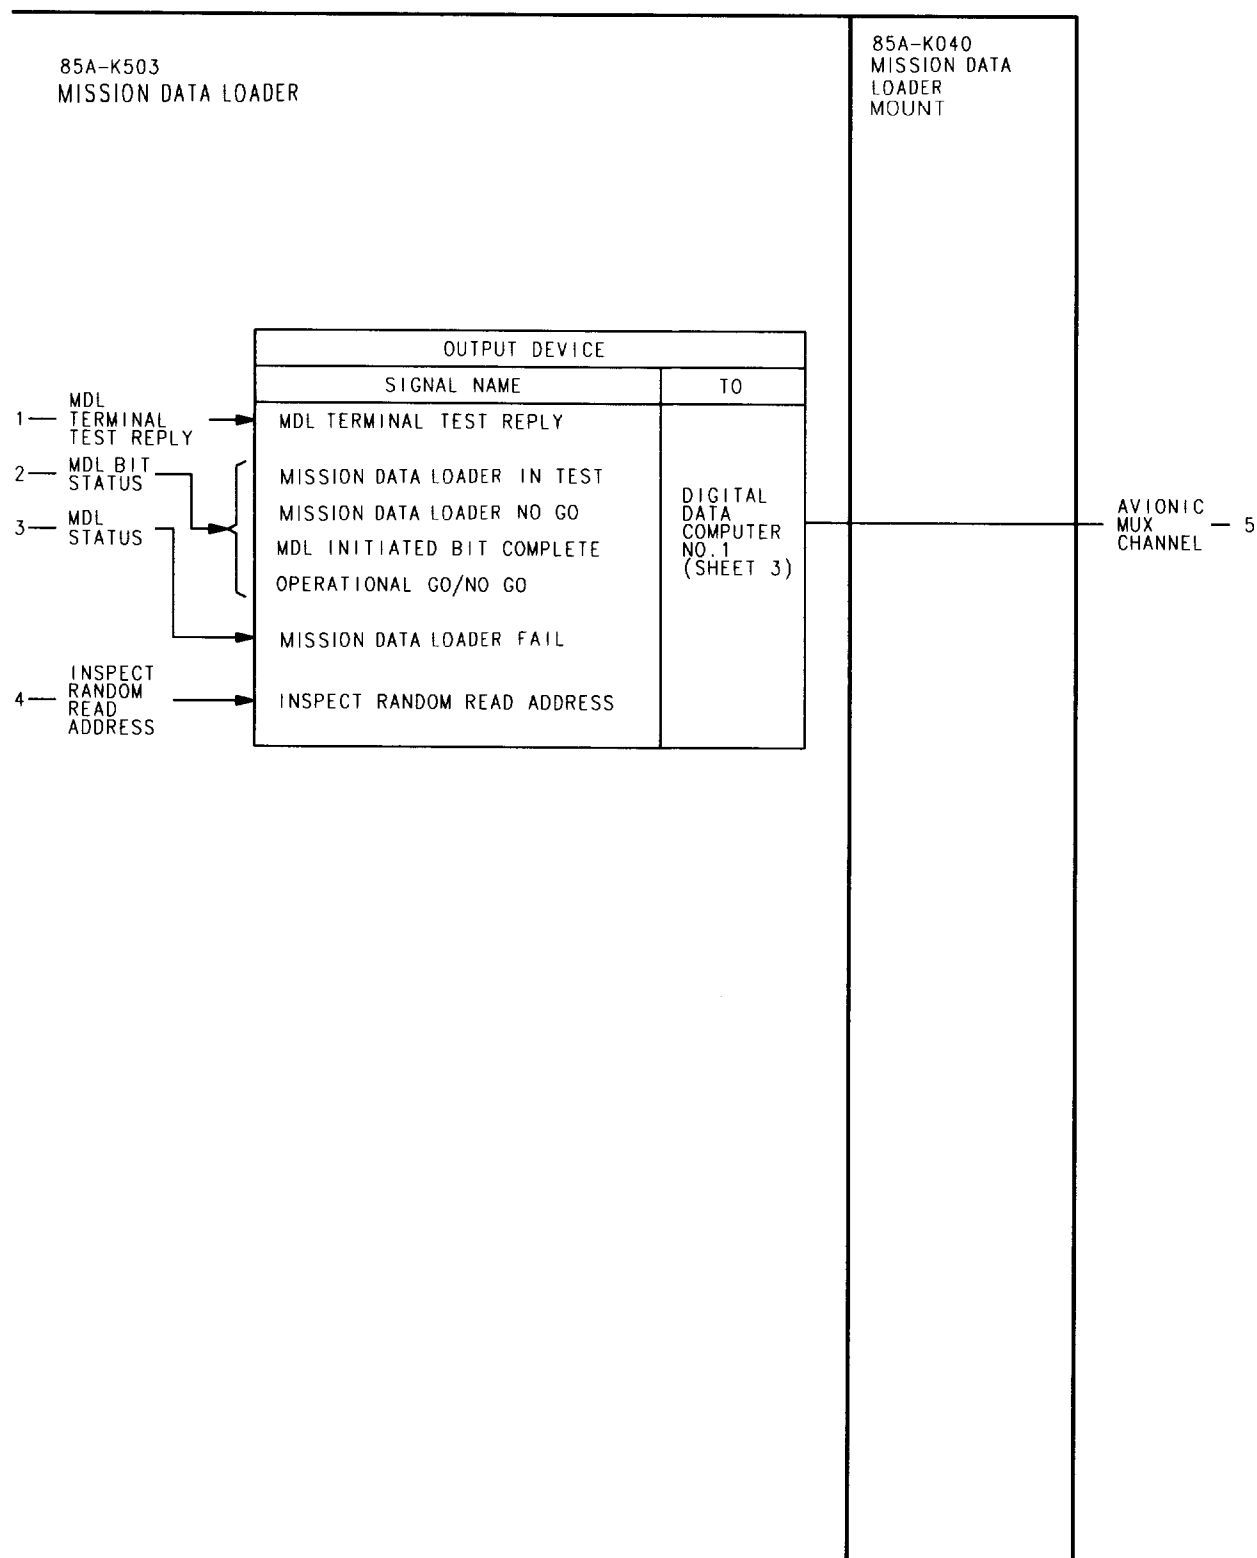 85A-K503
MISSION DATA LOADER
85A-K040
MISSION DATA
LOADER
MOUNT
OUTPUT DEVICE
SIGNAL NAME
TO
1
MDL
TERMINAL
TEST REPLY
MDL TERMINAL TEST REPLY
2
MDL BIT
STATUS
MISSION DATA LOADER IN TEST
3
MDL
STATUS
MISSION DATA LOADER NO GO
MDL INITIATED BIT COMPLETE
OPERATIONAL GO/NO GO
MISSION DATA LOADER FAIL
4
INSPECT
RANDOM
READ
ADDRESS
INSPECT RANDOM READ ADDRESS
DIGITAL
DATA
COMPUTER
NO.1
(SHEET 3)
AVIONIC
MUX
CHANNEL
5